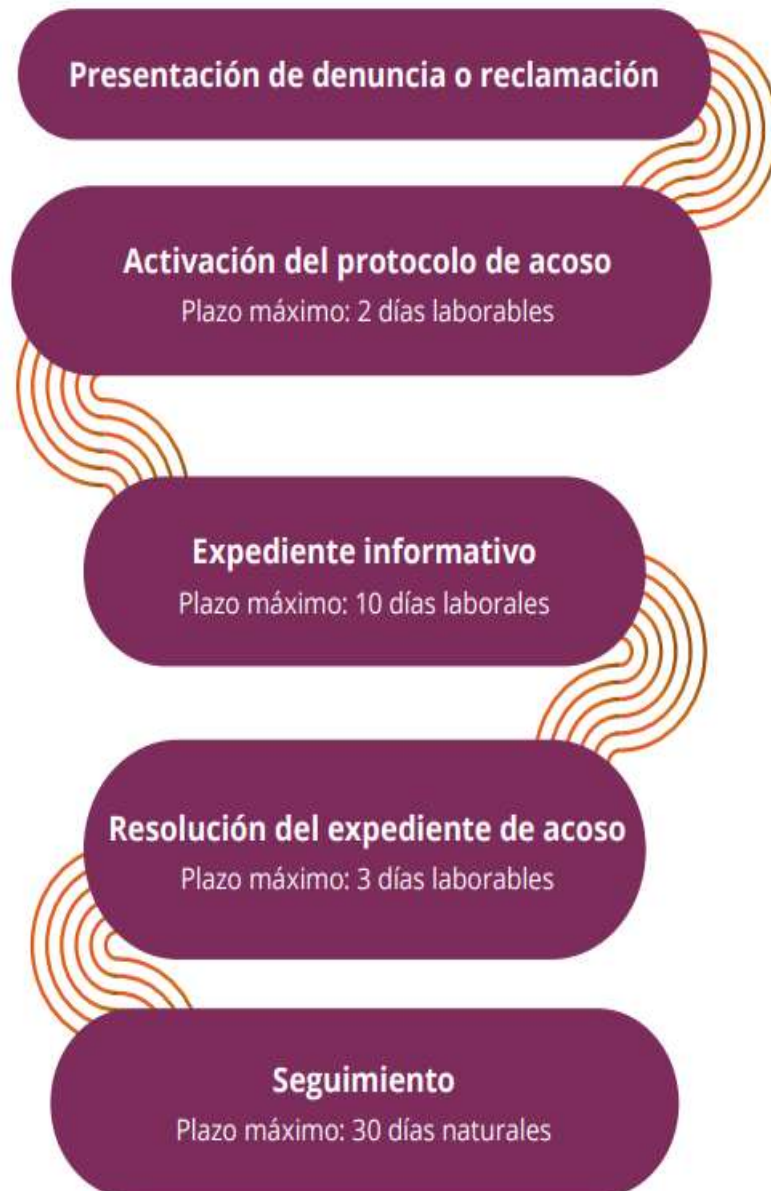 Presentación de denuncia o reclamación
Activación del protocolo de acoso
Plazo máximo: 2 días laborables
Expediente informativo
Plazo máximo: 10 días laborales
Resolución del expediente de acoso
Plazo máximo: 3 días laborables
Seguimiento
Plazo máximo: 30 días naturales